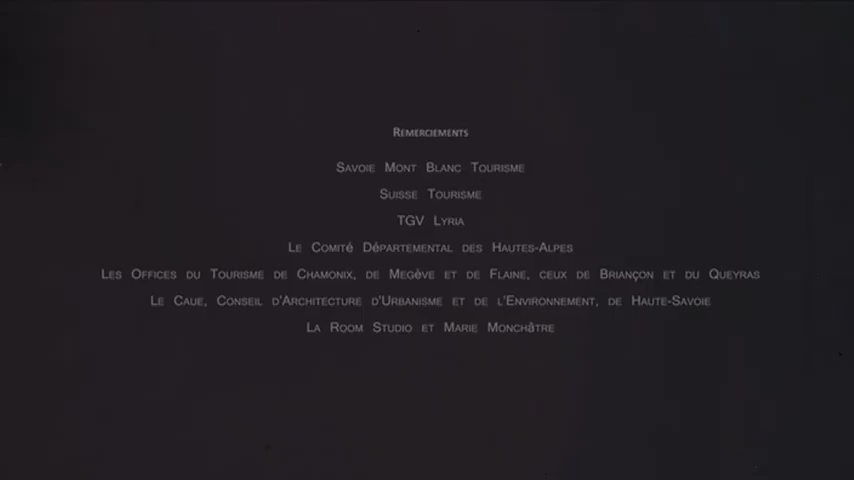 Remerciements
Savoie Mont Blanc Tourisme
Suisse Tourisme
TGV Lyria
Le Comité Départemental des Hautes-Alpes
Les Offices du Tourisme de Chamonix, de Megève et de Flaine, ceux de Briançon et du Queyras
Le Caue, Conseil d'Architecture d'Urbanisme et de l'Environnement, de Haute-Savoie
La Room Studio et Marie Monchâtre